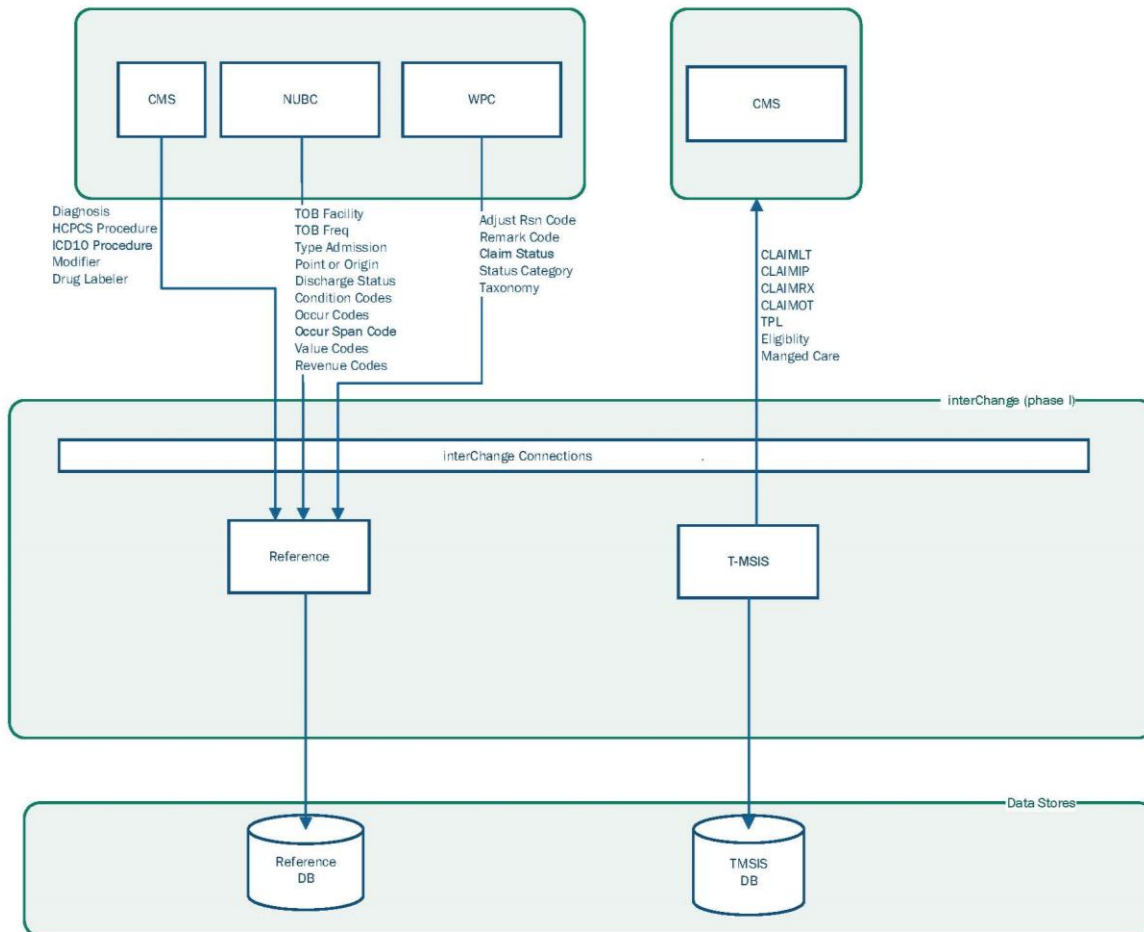 CMS
NUBC
WPC
CMS
Diagnosis
HCPCS Procedure
ICD10 Procedure
Modifier
Drug Labeler
TOB Facility
TOB Freq
Type Admission
Point or Origin
Discharge Status
Condition Codes
Occur Codes
Occur Span Code
Value Codes
Revenue Codes
Adjust Rsn Code
Remark Code
Claim Status
Status Category
Taxonomy
CLAIMLT
CLAIMIP
CLAIMRX
CLAIMOT
TPL
Eligiblity
Manged Care
interChange (phase I)
interChange Connections
Reference
T-MSIS
Data Stores
Reference
DB
TMSIS
DB